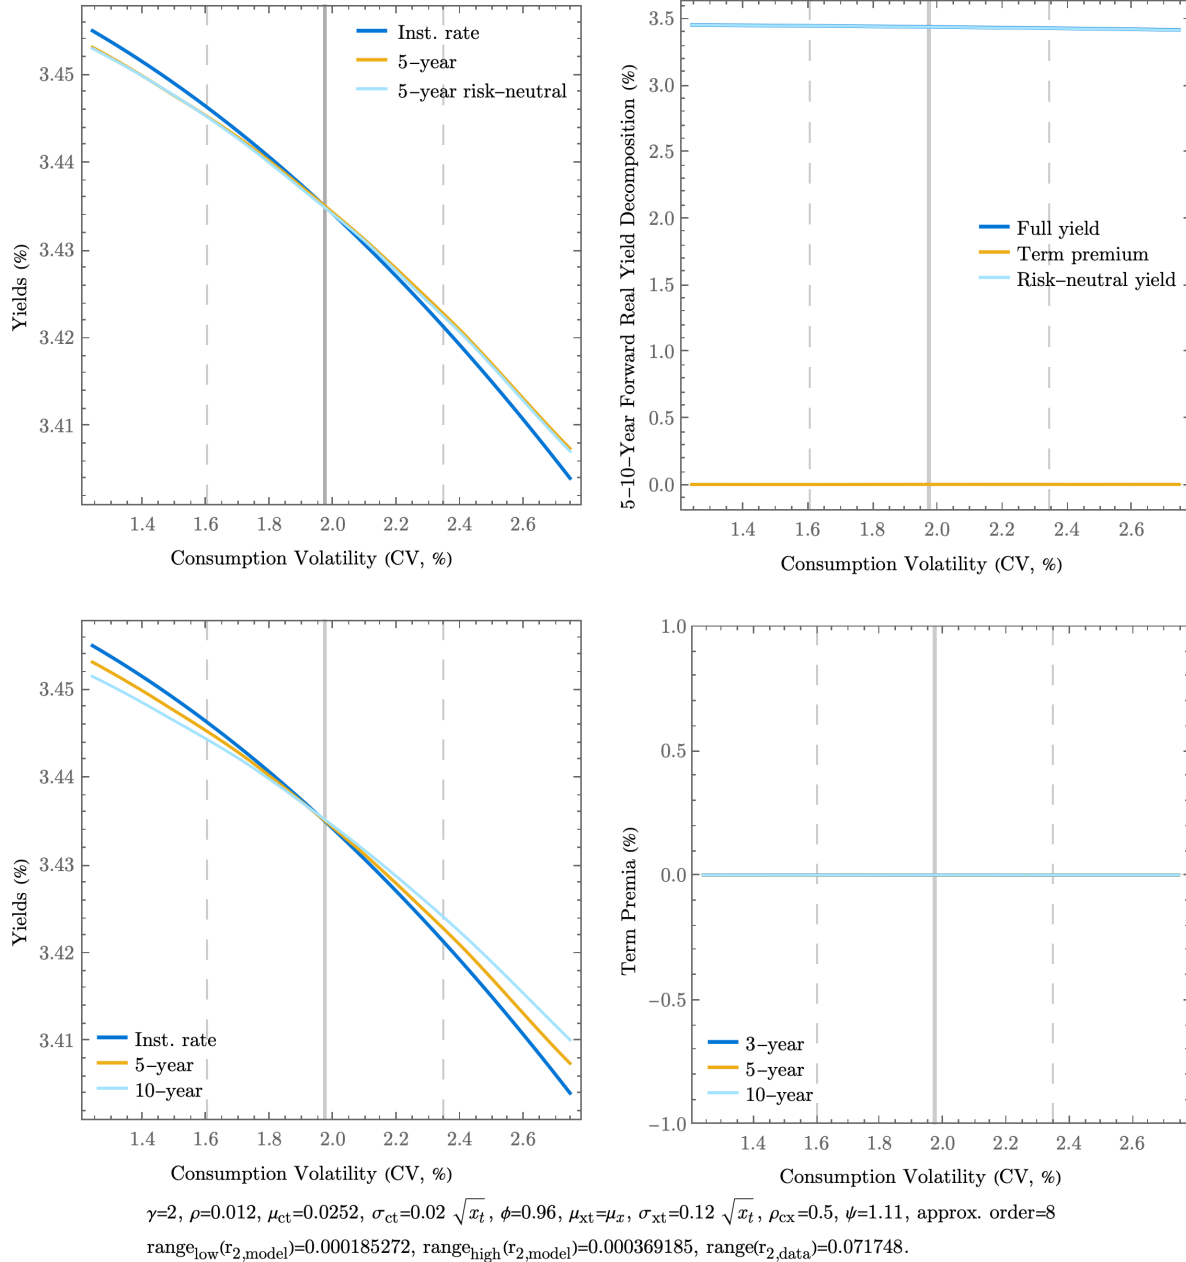 Inst. rate
5–year
5–year risk–neutral
3.45
3.44
3.43
3.42
3.41
Yields (%)
1.4 1.6 1.8 2.0 2.2 2.4 2.6
Consumption Volatility (CV, %)
3.5
3.0
2.5
2.0
1.5
1.0
0.5
0.0
5–10–Year Forward Real Yield Decomposition (%)
Full yield
Term premium
Risk–neutral yield
1.4 1.6 1.8 2.0 2.2 2.4 2.6
Consumption Volatility (CV, %)
3.45
3.44
3.43
3.42
3.41
Yields (%)
Inst. rate
5–year
10–year
1.4 1.6 1.8 2.0 2.2 2.4 2.6
Consumption Volatility (CV, %)
1.0
0.5
0.0
−0.5
−1.0
Term Premia (%)
3–year
5–year
10–year
1.4 1.6 1.8 2.0 2.2 2.4 2.6
Consumption Volatility (CV, %)
γ=2, ρ=0.012, μct=0.0252, σct=0.02 √xt, ϕ=0.96, μxt=μx, σxt=0.12 √xt, ρcx=0.5, ψ=1.11, approx. order=8
rangelow(r2,model)=0.000185272, rangehigh(r2,model)=0.000369185, range(r2,data)=0.071748.